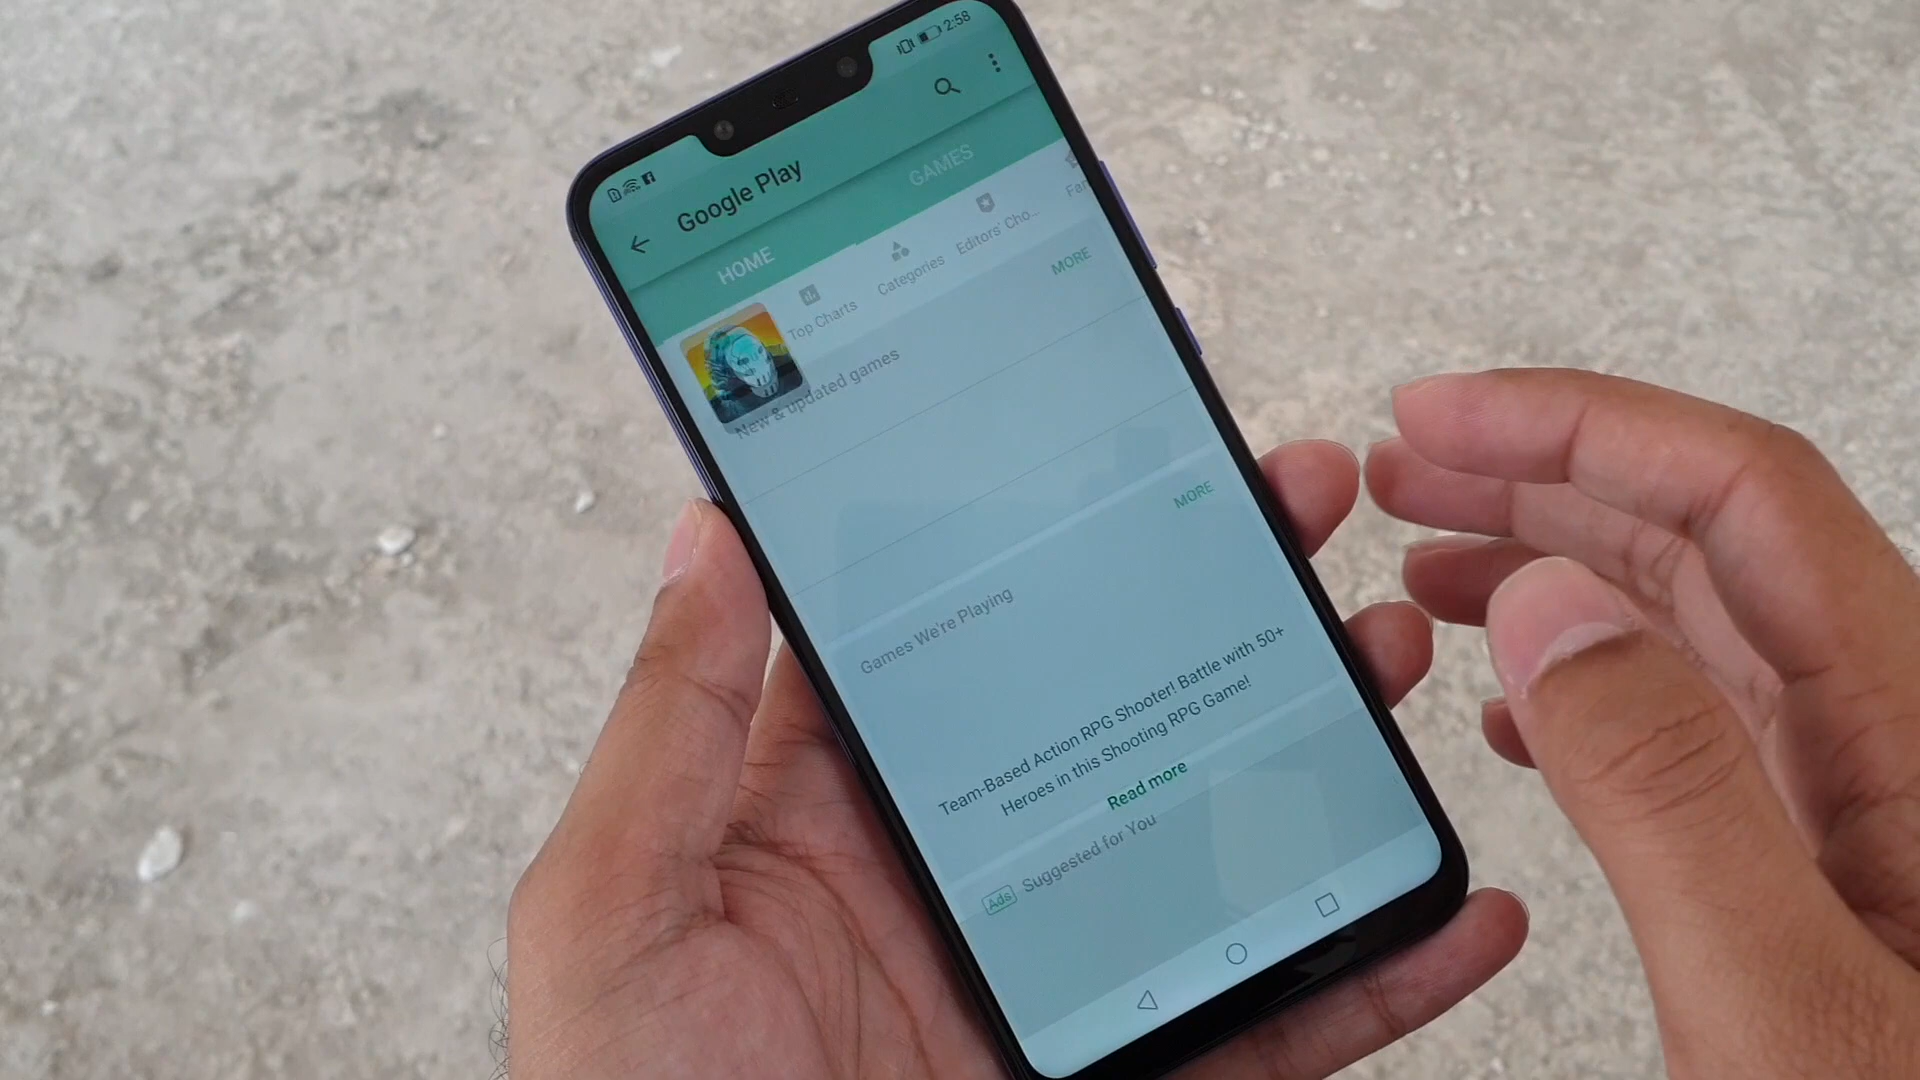 2:58
Google Play
HOME
GAMES
Top Charts
Categories
Editors' Cho...
New & updated games
MORE
Games We're Playing
MORE
Team-Based Action RPG Shooter! Battle with 50+
Heroes in this Shooting RPG Game!
Read more
Ads Suggested for You